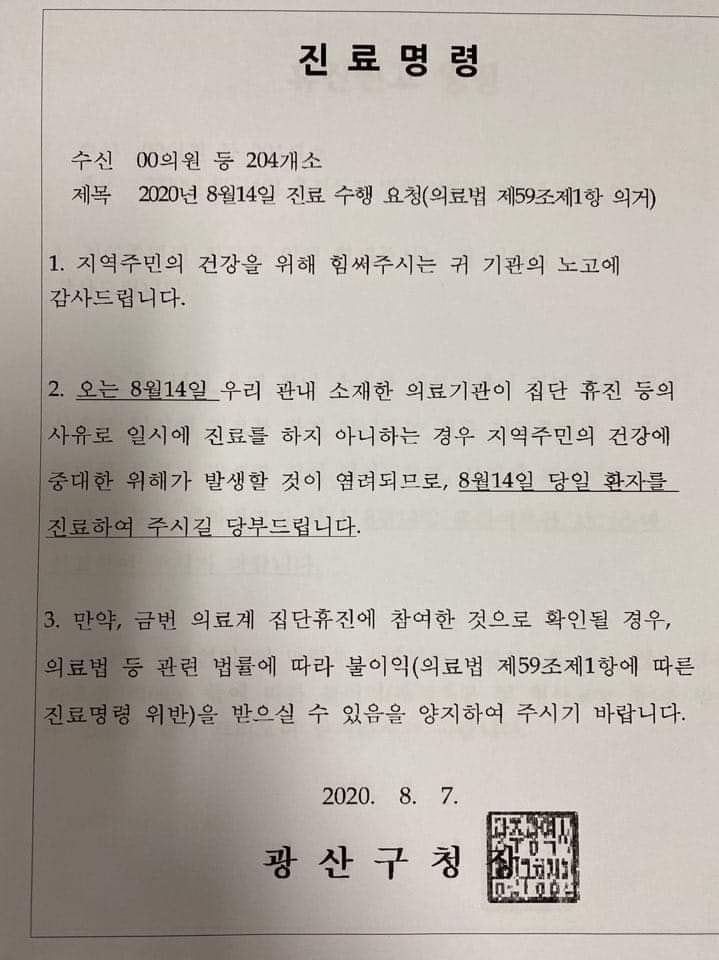 진 료 명 령
수신 00의원 등 204개소
제목 2020년 8월14일 진료 수행 요청(의료법 제59조제1항 의거)
1. 지역주민의 건강을 위해 힘써주시는 귀 기관의 노고에
감사드립니다.
2. 오는 8월14일 우리 관내 소재한 의료기관이 집단 휴진 등의
사유로 일시에 진료를 하지 아니하는 경우 지역주민의 건강에
중대한 위해가 발생할 것이 염려되므로, 8월14일 당일 환자를
진료하여 주시길 당부드립니다.
3. 만약, 금번 의료계 집단휴진에 참여한 것으로 확인될 경우,
의료법 등 관련 법률에 따라 불이익(의료법 제59조제1항에 따른
진료명령 위반)을 받으실 수 있음을 양지하여 주시기 바랍니다.
2020. 8. 7.
광 산 구 청 장